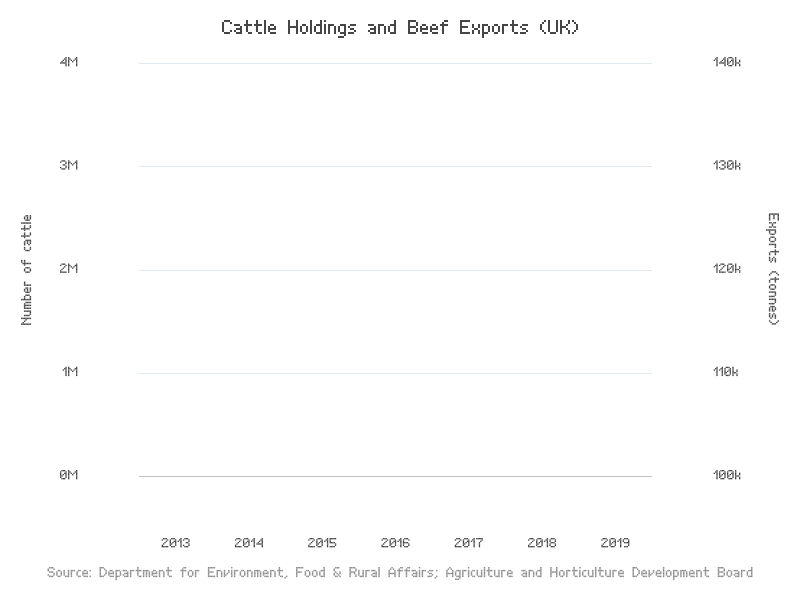 Cattle Holdings and Beef Exports (UK)
4M
140k
3M
130k
Number of cattle
Exports (tonnes)
2M
120k
1M
110k
0M
100k
2013 2014 2015 2016 2017 2018 2019
Source: Department for Environment, Food & Rural Affairs; Agriculture and Horticulture Development Board